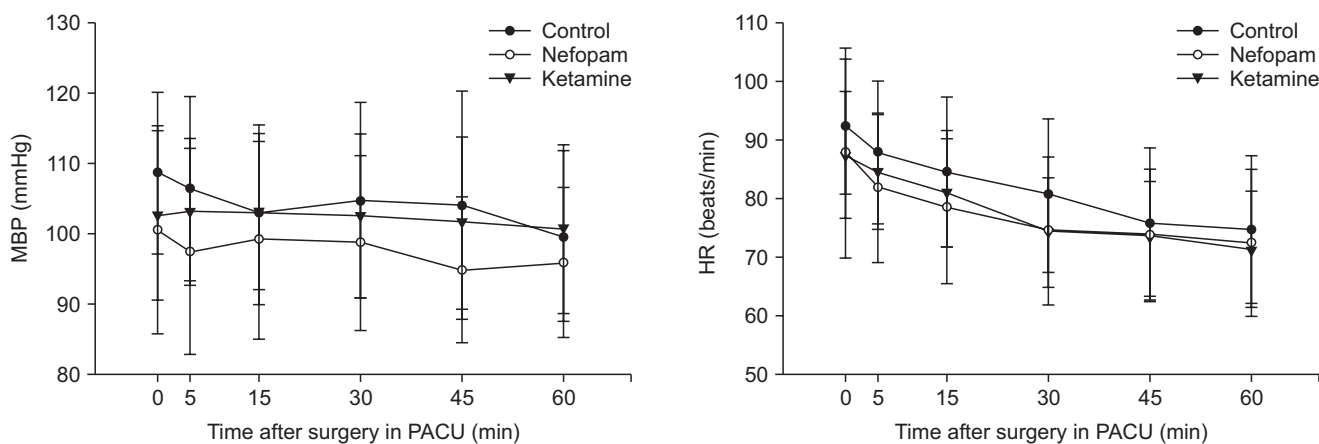 130
120
110
100
90
80
MBP (mmHg)
Control
Nefopam
Ketamine
0 5 15 30 45 60
Time after surgery in PACU (min)
110
100
90
80
70
60
50
HR (beats/min)
Control
Nefopam
Ketamine
0 5 15 30 45 60
Time after surgery in PACU (min)